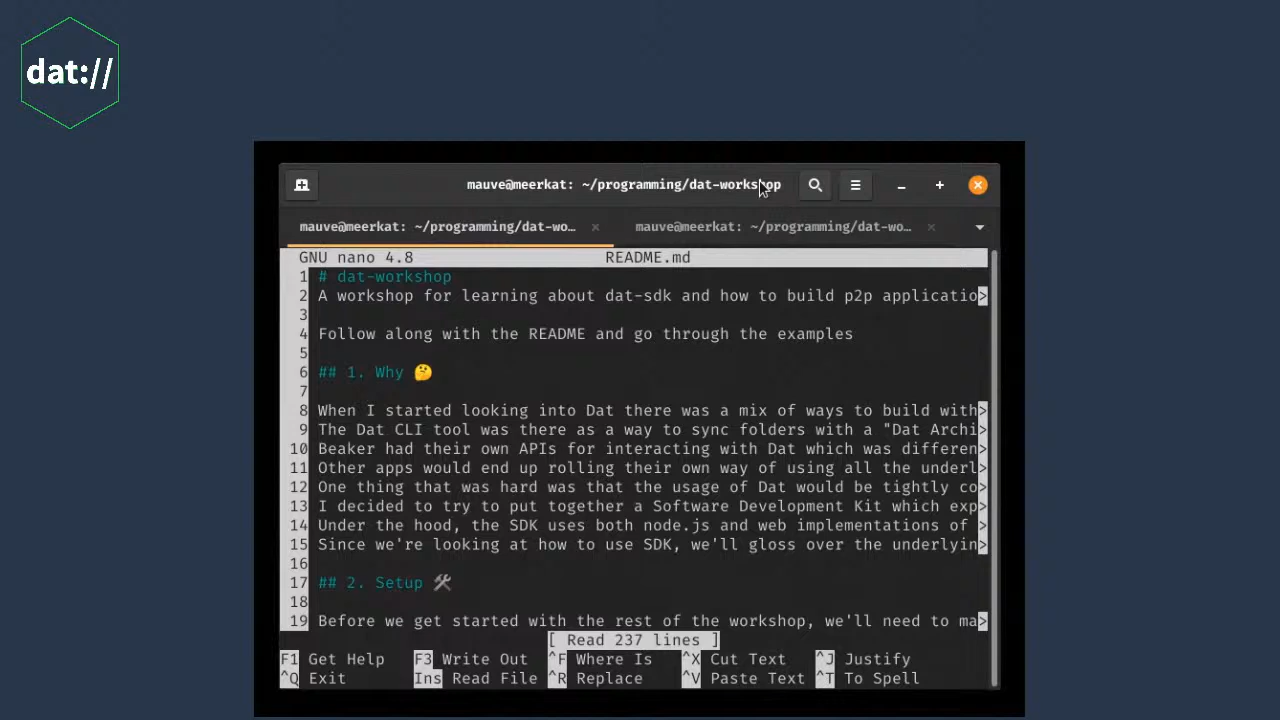 dat://
mauve@meerkat: ~/programming/dat-workshop
mauve@meerkat: ~/programming/dat-wo… × mauve@meerkat: ~/programming/dat-wo… ×
GNU nano 4.8 README.md
1 # dat-workshop
2 A workshop for learning about dat-sdk and how to build p2p applicatio>
3
4 Follow along with the README and go through the examples
5
6 ## 1. Why 🤔
7
8 When I started looking into Dat there was a mix of ways to build with>
9 The Dat CLI tool was there as a way to sync folders with a "Dat Archi>
10 Beaker had their own APIs for interacting with Dat which was differen>
11 Other apps would end up rolling their own way of using all the underl>
12 One thing that was hard was that the usage of Dat would be tightly co>
13 I decided to try to put together a Software Development Kit which exp>
14 Under the hood, the SDK uses both node.js and web implementations of >
15 Since we're looking at how to use SDK, we'll gloss over the underlyin>
16
17 ## 2. Setup 🛠
18
19 Before we get started with the rest of the workshop, we'll need to ma>
[ Read 237 lines ]
F1 Get Help F3 Write Out ^F Where Is ^X Cut Text ^J Justify
^Q Exit Ins Read File ^R Replace ^V Paste Text ^T To Spell